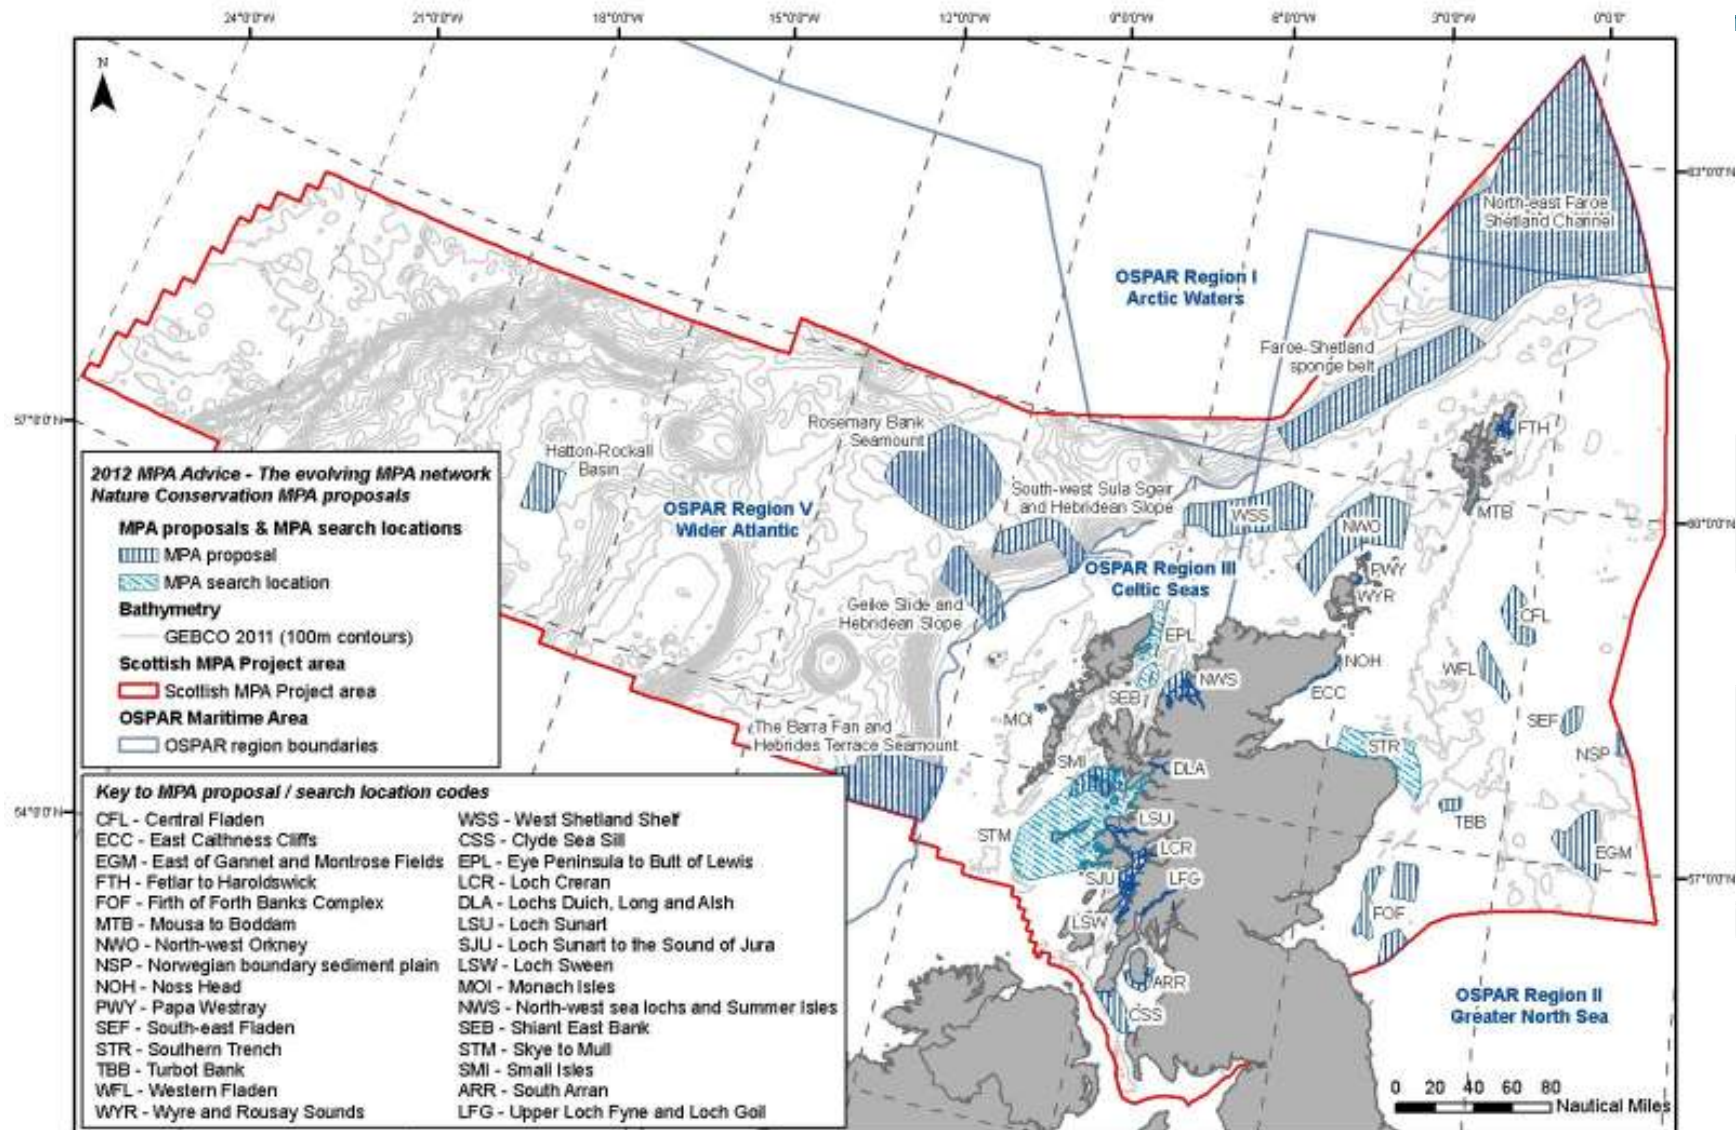 24°0'0"W 21°0'0"W 18°0'0"W 15°0'0"W 12°0'0"W 9°0'0"W 6°0'0"W 3°0'0"W 0°0'0"
N
63°0'0"N
North-east Faroe
Shetland Channel
OSPAR Region I
Arctic Waters
Faroe-Shetland
sponge belt
57°0'0"N
Rosemary Bank
Seamount
FTH
Hatton-Rockall
Basin
South-west Sula Sgeir
and Hebridean Slope
OSPAR Region V
Wider Atlantic
WSS
NWO
MTB
60°0'0"N
OSPAR Region III
Celtic Seas
PWY
WYR
Geike Slide and
Hebridean Slope
CFL
EPL
NOH
WFL
SEB
NWS
ECC
MOI
SEF
The Barra Fan and
Hebrides Terrace Seamount
STR
NSP
SMI
DLA
54°0'0"N
STM
LSU
TBB
LCR
EGM
SJU
LFG
57°0'0"N
LSW
FOF
ARR
CSS
OSPAR Region II
Greater North Sea
0 20 40 60 80
Nautical Miles
2012 MPA Advice - The evolving MPA network
Nature Conservation MPA proposals
MPA proposals & MPA search locations
MPA proposal
MPA search location
Bathymetry
GEBCO 2011 (100m contours)
Scottish MPA Project area
Scottish MPA Project area
OSPAR Maritime Area
OSPAR region boundaries
Key to MPA proposal / search location codes
CFL - Central Fladen
ECC - East Caithness Cliffs
EGM - East of Gannet and Montrose Fields
FTH - Fetlar to Haroldswick
FOF - Firth of Forth Banks Complex
MTB - Mousa to Boddam
NWO - North-west Orkney
NSP - Norwegian boundary sediment plain
NOH - Noss Head
PWY - Papa Westray
SEF - South-east Fladen
STR - Southern Trench
TBB - Turbot Bank
WFL - Western Fladen
WYR - Wyre and Rousay Sounds
WSS - West Shetland Shelf
CSS - Clyde Sea Sill
EPL - Eye Peninsula to Butt of Lewis
LCR - Loch Creran
DLA - Lochs Duich, Long and Alsh
LSU - Loch Sunart
SJU - Loch Sunart to the Sound of Jura
LSW - Loch Sween
MOI - Monach Isles
NWS - North-west sea lochs and Summer Isles
SEB - Shiant East Bank
STM - Skye to Mull
SMI - Small Isles
ARR - South Arran
LFG - Upper Loch Fyne and Loch Goil